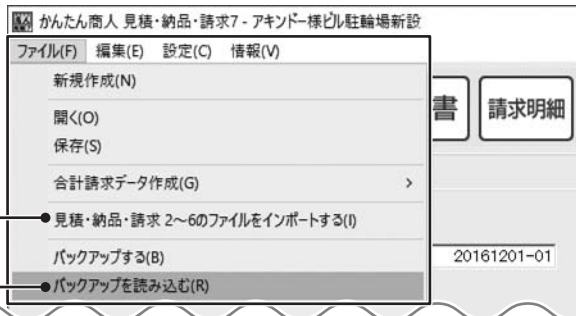 かんたん商人 見積・納品・請求7 - アキンドー様ビル駐輪場新設
ファイル(F) 編集(E) 設定(C) 情報(V)
新規作成(N)
開く(O)
保存(S)
合計請求データ作成(G) >
見積・納品・請求 2～6のファイルをインポートする(I)
バックアップする(B)
バックアップを読み込む(R)
書 請求明細
20161201-01